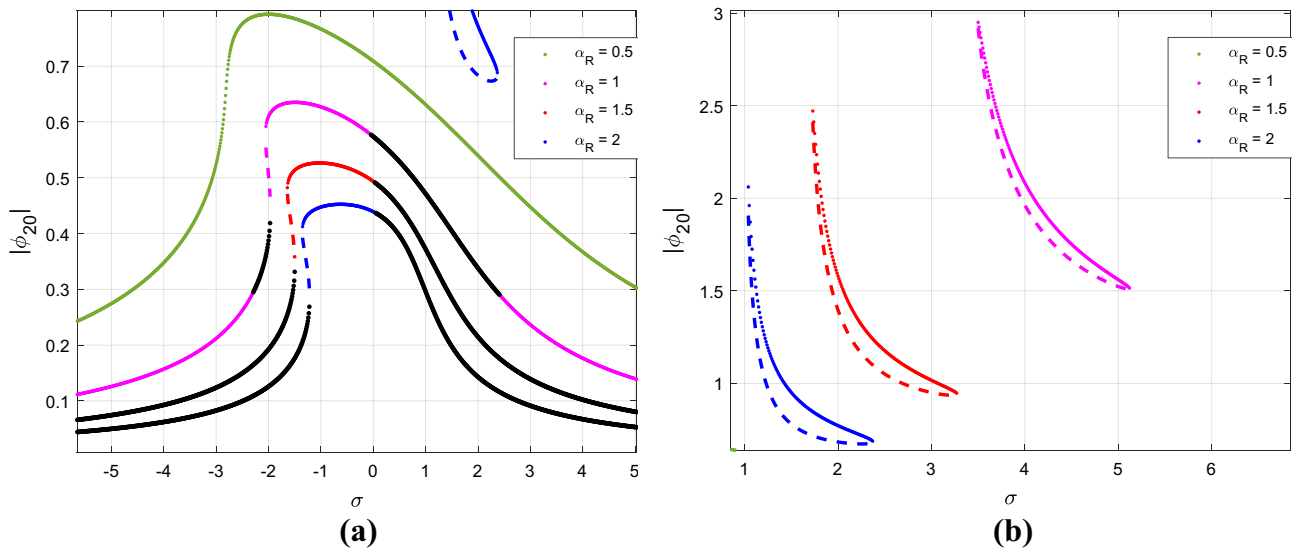 0.7
0.6
0.5
0.4
0.3
0.2
0.1
|ϕ20|
-5 -4 -3 -2 -1 0 1 2 3 4 5
σ
αR = 0.5
αR = 1
αR = 1.5
αR = 2
(a)
3
2.5
2
1.5
1
|ϕ20|
1 2 3 4 5 6
σ
αR = 0.5
αR = 1
αR = 1.5
αR = 2
(b)